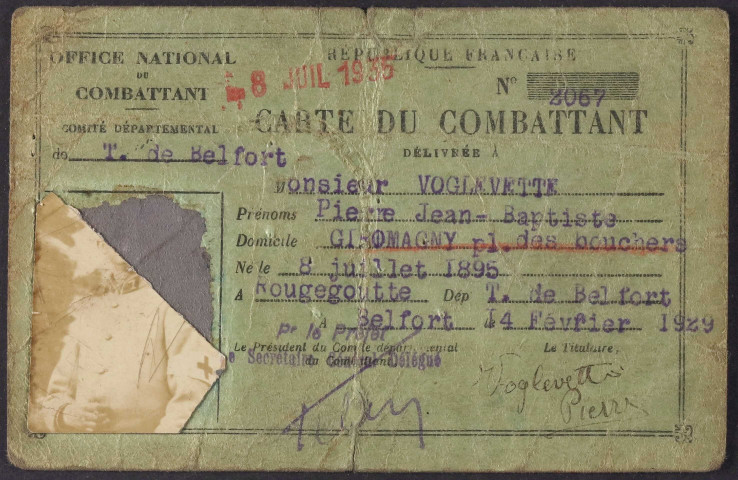 OFFICE NATIONAL
DU
COMBATTANT
COMITÉ DÉPARTEMENTAL
de T. de Belfort
REPUBLIQUE FRANÇAISE
8 JUIL 1935
N° 2067
CARTE DU COMBATTANT
DÉLIVRÉE À
Monsieur VOGLEVETTE
Prénoms Pierre Jean-Baptiste
Domicile GIROMAGNY pl. des bouchers
Né le 8 juillet 1895
A Rougegoutte Dép T. de Belfort
A Belfort le 14 Février 1929
Pr le Préfet
Le Président du Comité départemental
Le Titulaire,
e Secrétaire Délégué
du Combattant
Voglevette
Pierre